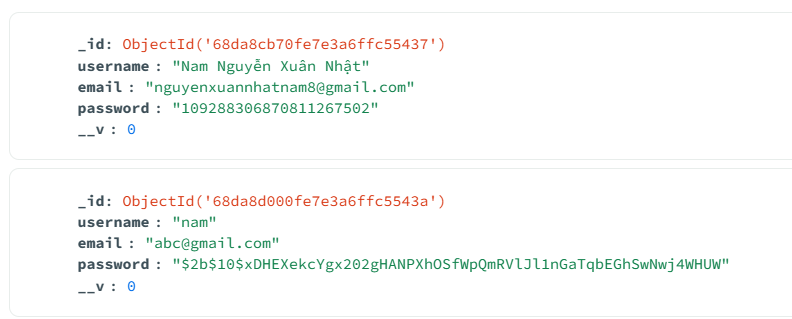 _id: ObjectId('68da8cb70fe7e3a6ffc55437')
username : "Nam Nguyễn Xuân Nhật"
email : "nguyenxuannhatnam8@gmail.com"
password : "109288306870811267502"
__v : 0
_id: ObjectId('68da8d000fe7e3a6ffc5543a')
username : "nam"
email : "abc@gmail.com"
password : "$2b$10$xDHEXekcYgx202gHANPXhOSfWpQmRVlJl1nGaTqbEGhSwNwj4WHUW"
__v : 0